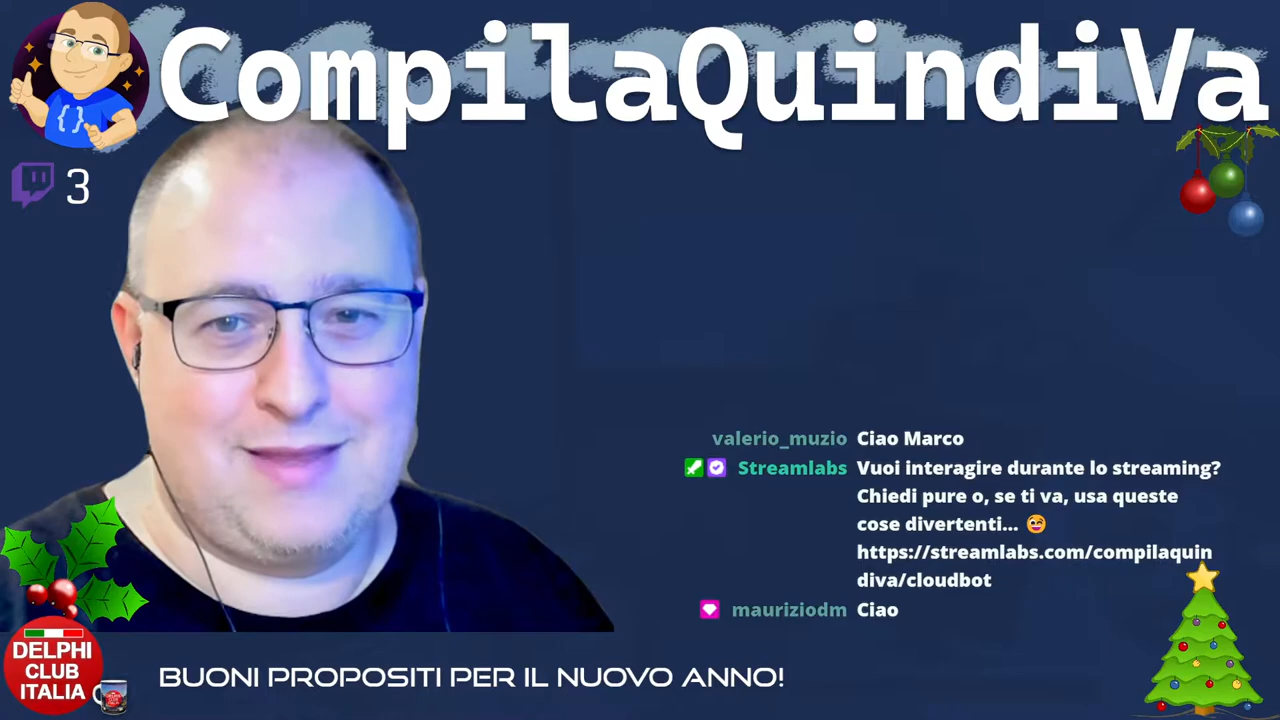 CompilaQuindiVa
{}
3
valerio_muzio Ciao Marco
Streamlabs Vuoi interagire durante lo streaming?
Chiedi pure o, se ti va, usa queste
cose divertenti... 😄
https://streamlabs.com/compilaquin
diva/cloudbot
mauriziodm Ciao
DELPHI
CLUB
ITALIA
BUONI PROPOSITI PER IL NUOVO ANNO!